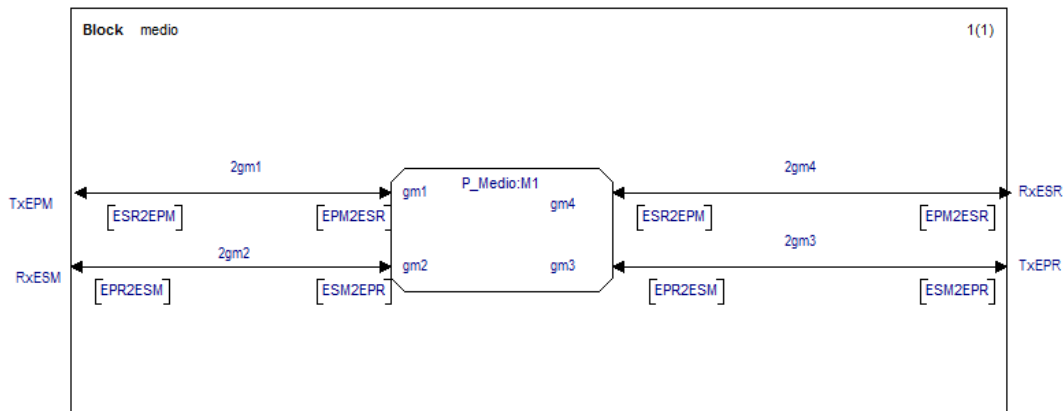 Block medio 1(1)
2gm1 2gm4
P_Medio:M1
TxEPM gm1 gm4 RxESR
[ESR2EPM] [EPM2ESR] [ESR2EPM] [EPM2ESR]
2gm2 2gm3
RxESM gm2 gm3 TxEPR
[EPR2ESM] [ESM2EPR] [EPR2ESM] [ESM2EPR]